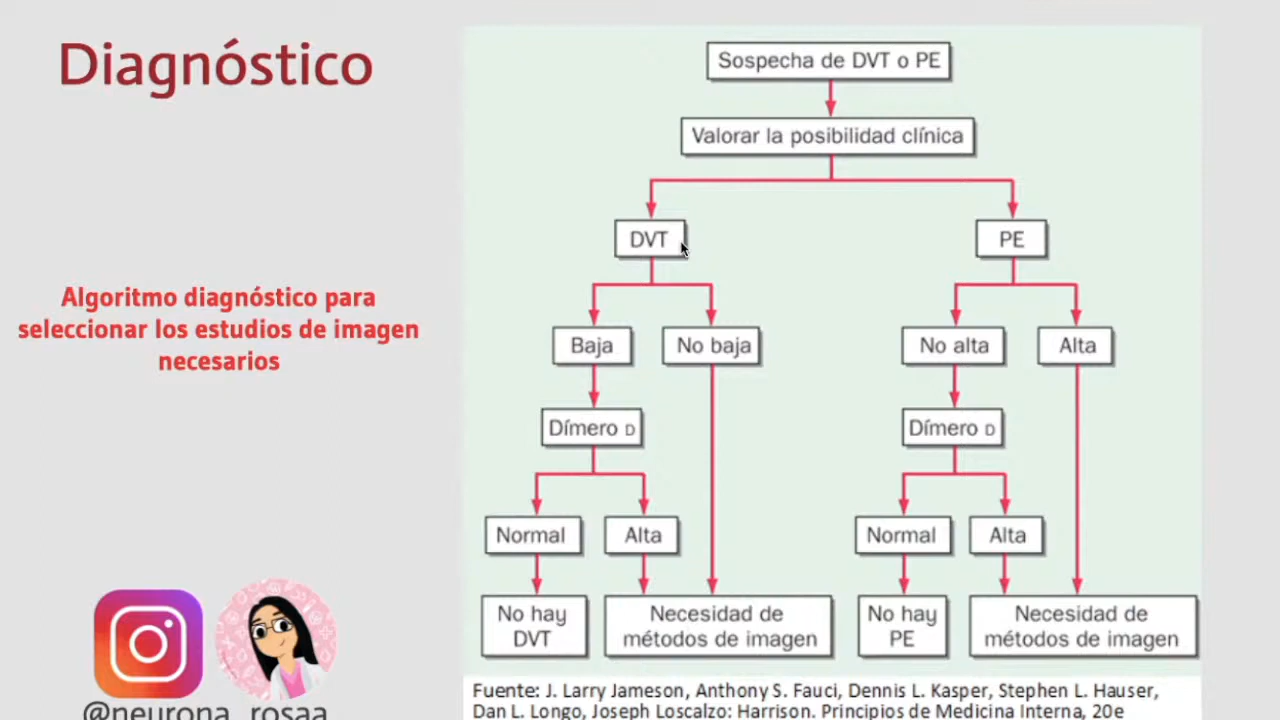 Diagnóstico
Algoritmo diagnóstico para
seleccionar los estudios de imagen
necesarios
Sospecha de DVT o PE
Valorar la posibilidad clínica
DVT
PE
Baja
No baja
No alta
Alta
Dímero D
Dímero D
Normal
Alta
Normal
Alta
No hay
DVT
Necesidad de
métodos de imagen
No hay
PE
Necesidad de
métodos de imagen
Fuente: J. Larry Jameson, Anthony S. Fauci, Dennis L. Kasper, Stephen L. Hauser,
Dan L. Longo, Joseph Loscalzo: Harrison. Principios de Medicina Interna, 20e
@neurona_rosaa